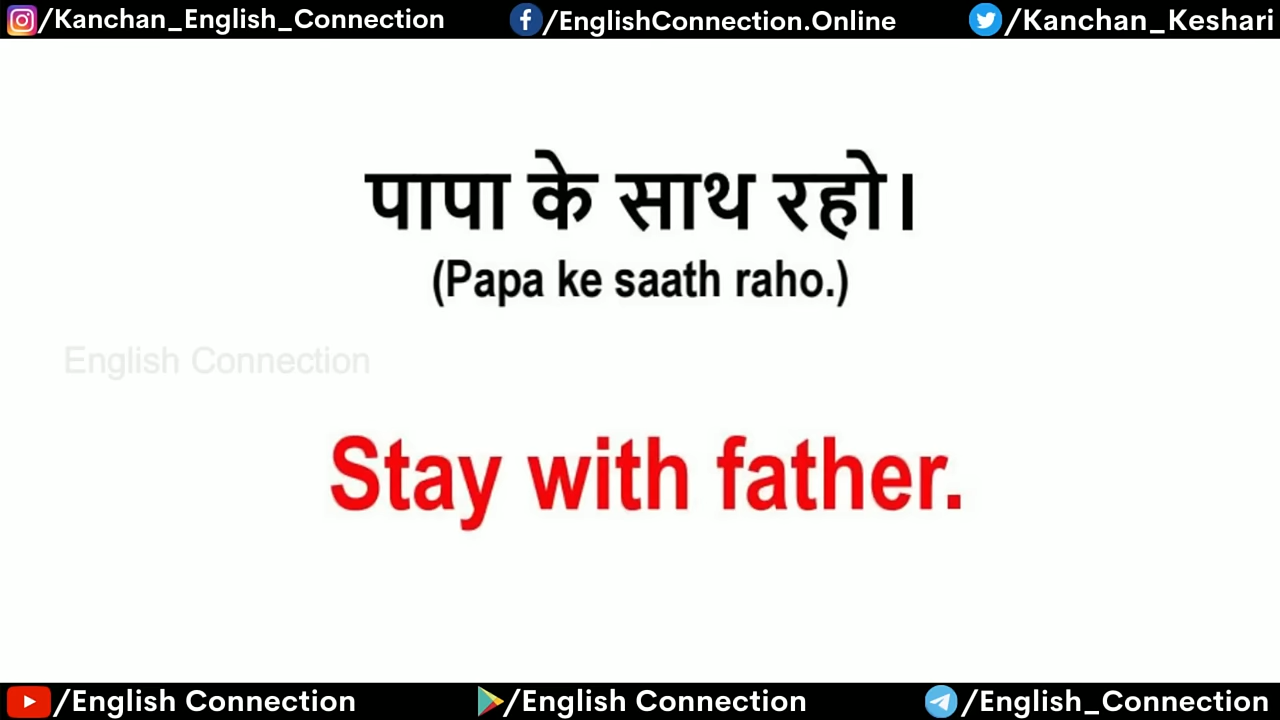 /Kanchan_English_Connection /EnglishConnection.Online /Kanchan_Keshari
पापा के साथ रहो।
(Papa ke saath raho.)
English Connection
Stay with father.
/English Connection /English Connection /English_Connection